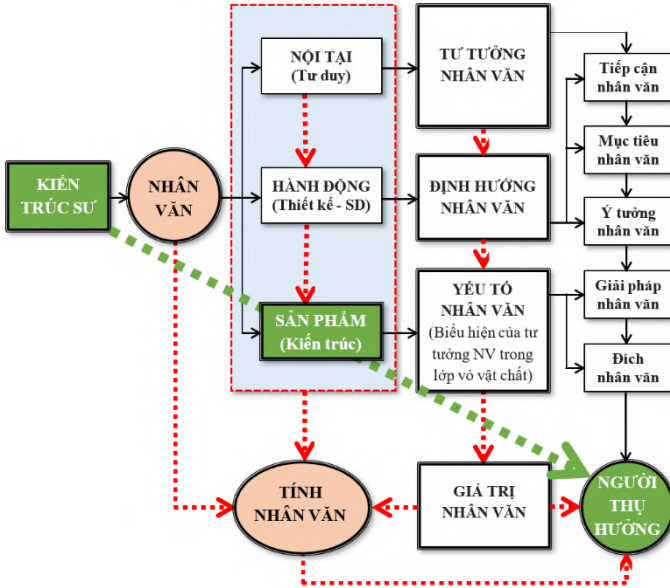 KIẾN
TRÚC SƯ
NHÂN
VĂN
NỘI TẠI
(Tư duy)
HÀNH ĐỘNG
(Thiết kế - SD)
SẢN PHẨM
(Kiến trúc)
TƯ TƯỞNG
NHÂN VĂN
ĐỊNH HƯỚNG
NHÂN VĂN
YẾU TỐ
NHÂN VĂN
(Biểu hiện của tư
tưởng NV trong
lớp vỏ vật chất)
Tiếp cận
nhân văn
Mục tiêu
nhân văn
Ý tưởng
nhân văn
Giải pháp
nhân văn
Đích
nhân văn
TÍNH
NHÂN VĂN
GIÁ TRỊ
NHÂN VĂN
NGƯỜI
THỤ
HƯỞNG